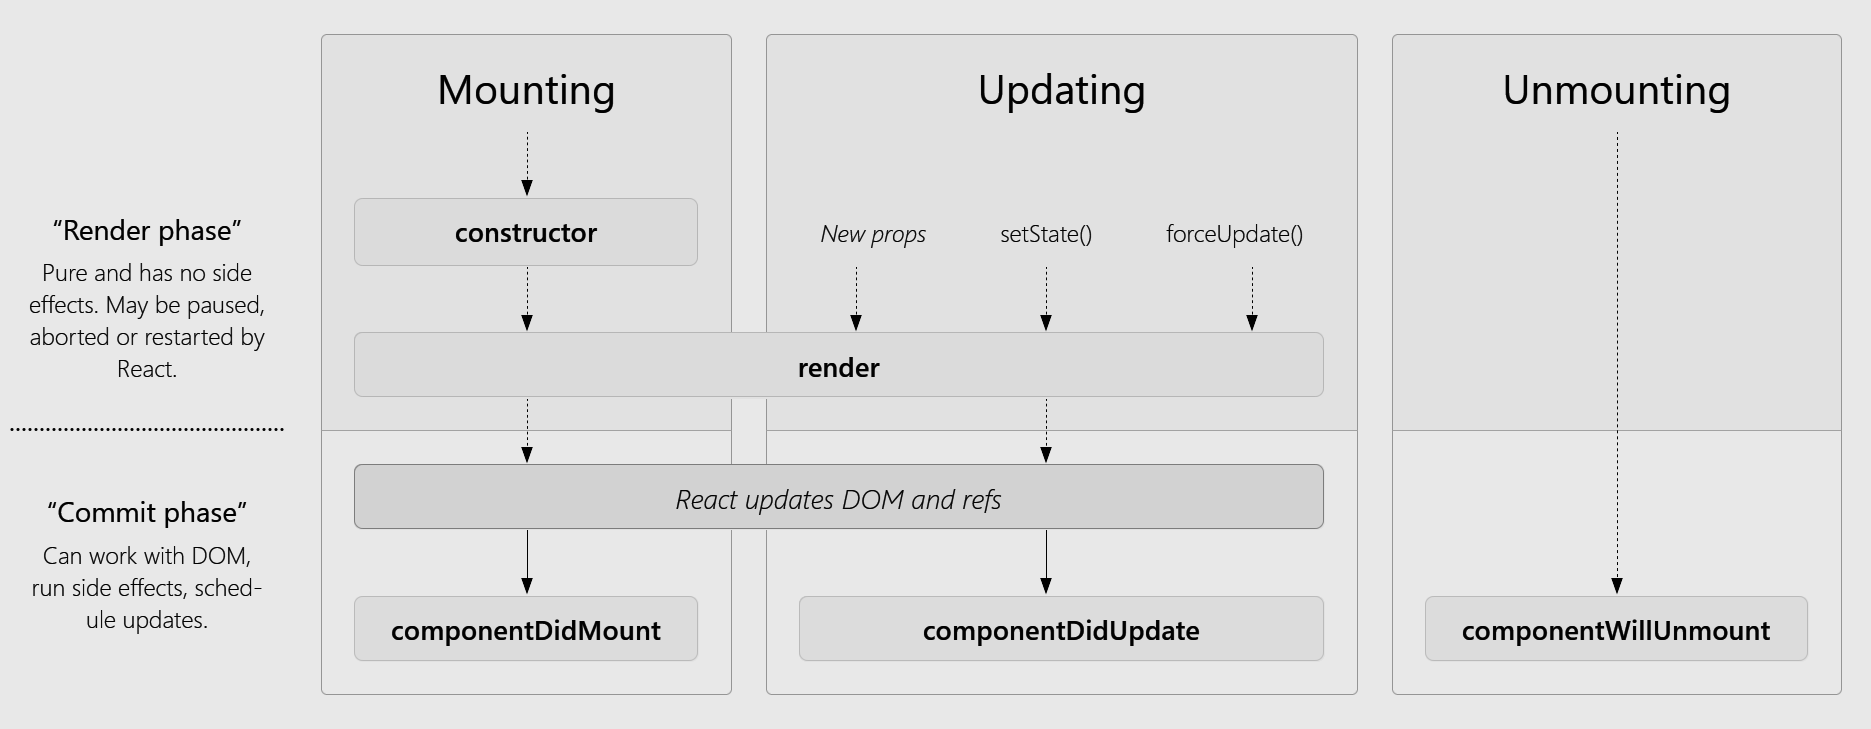 Mounting
Updating
Unmounting
“Render phase”
Pure and has no side
effects. May be paused,
aborted or restarted by
React.
constructor
New props
setState()
forceUpdate()
render
“Commit phase”
Can work with DOM,
run side effects, sched-
ule updates.
React updates DOM and refs
componentDidMount
componentDidUpdate
componentWillUnmount